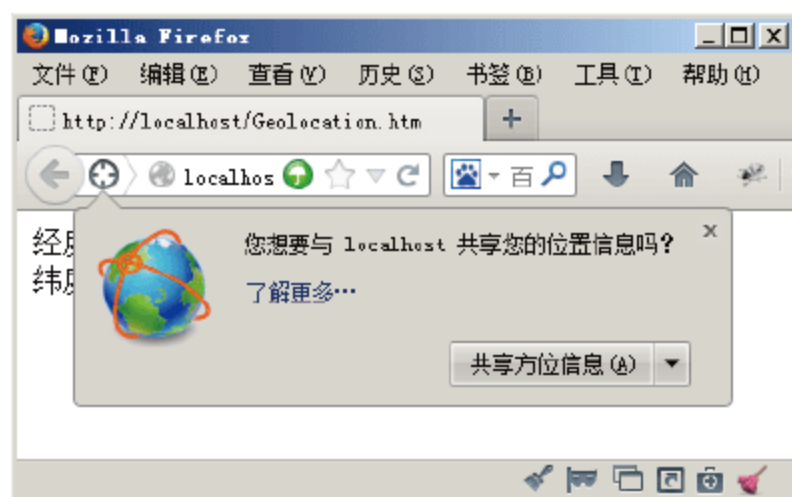 Mozilla Firefox
文件(F) 编辑(E) 查看(V) 历史(S) 书签(B) 工具(T) 帮助(H)
http://localhost/Geolocation.htm
localhos 百
经度
您想要与 localhost 共享您的位置信息吗?
纬度
了解更多…
共享方位信息(A)